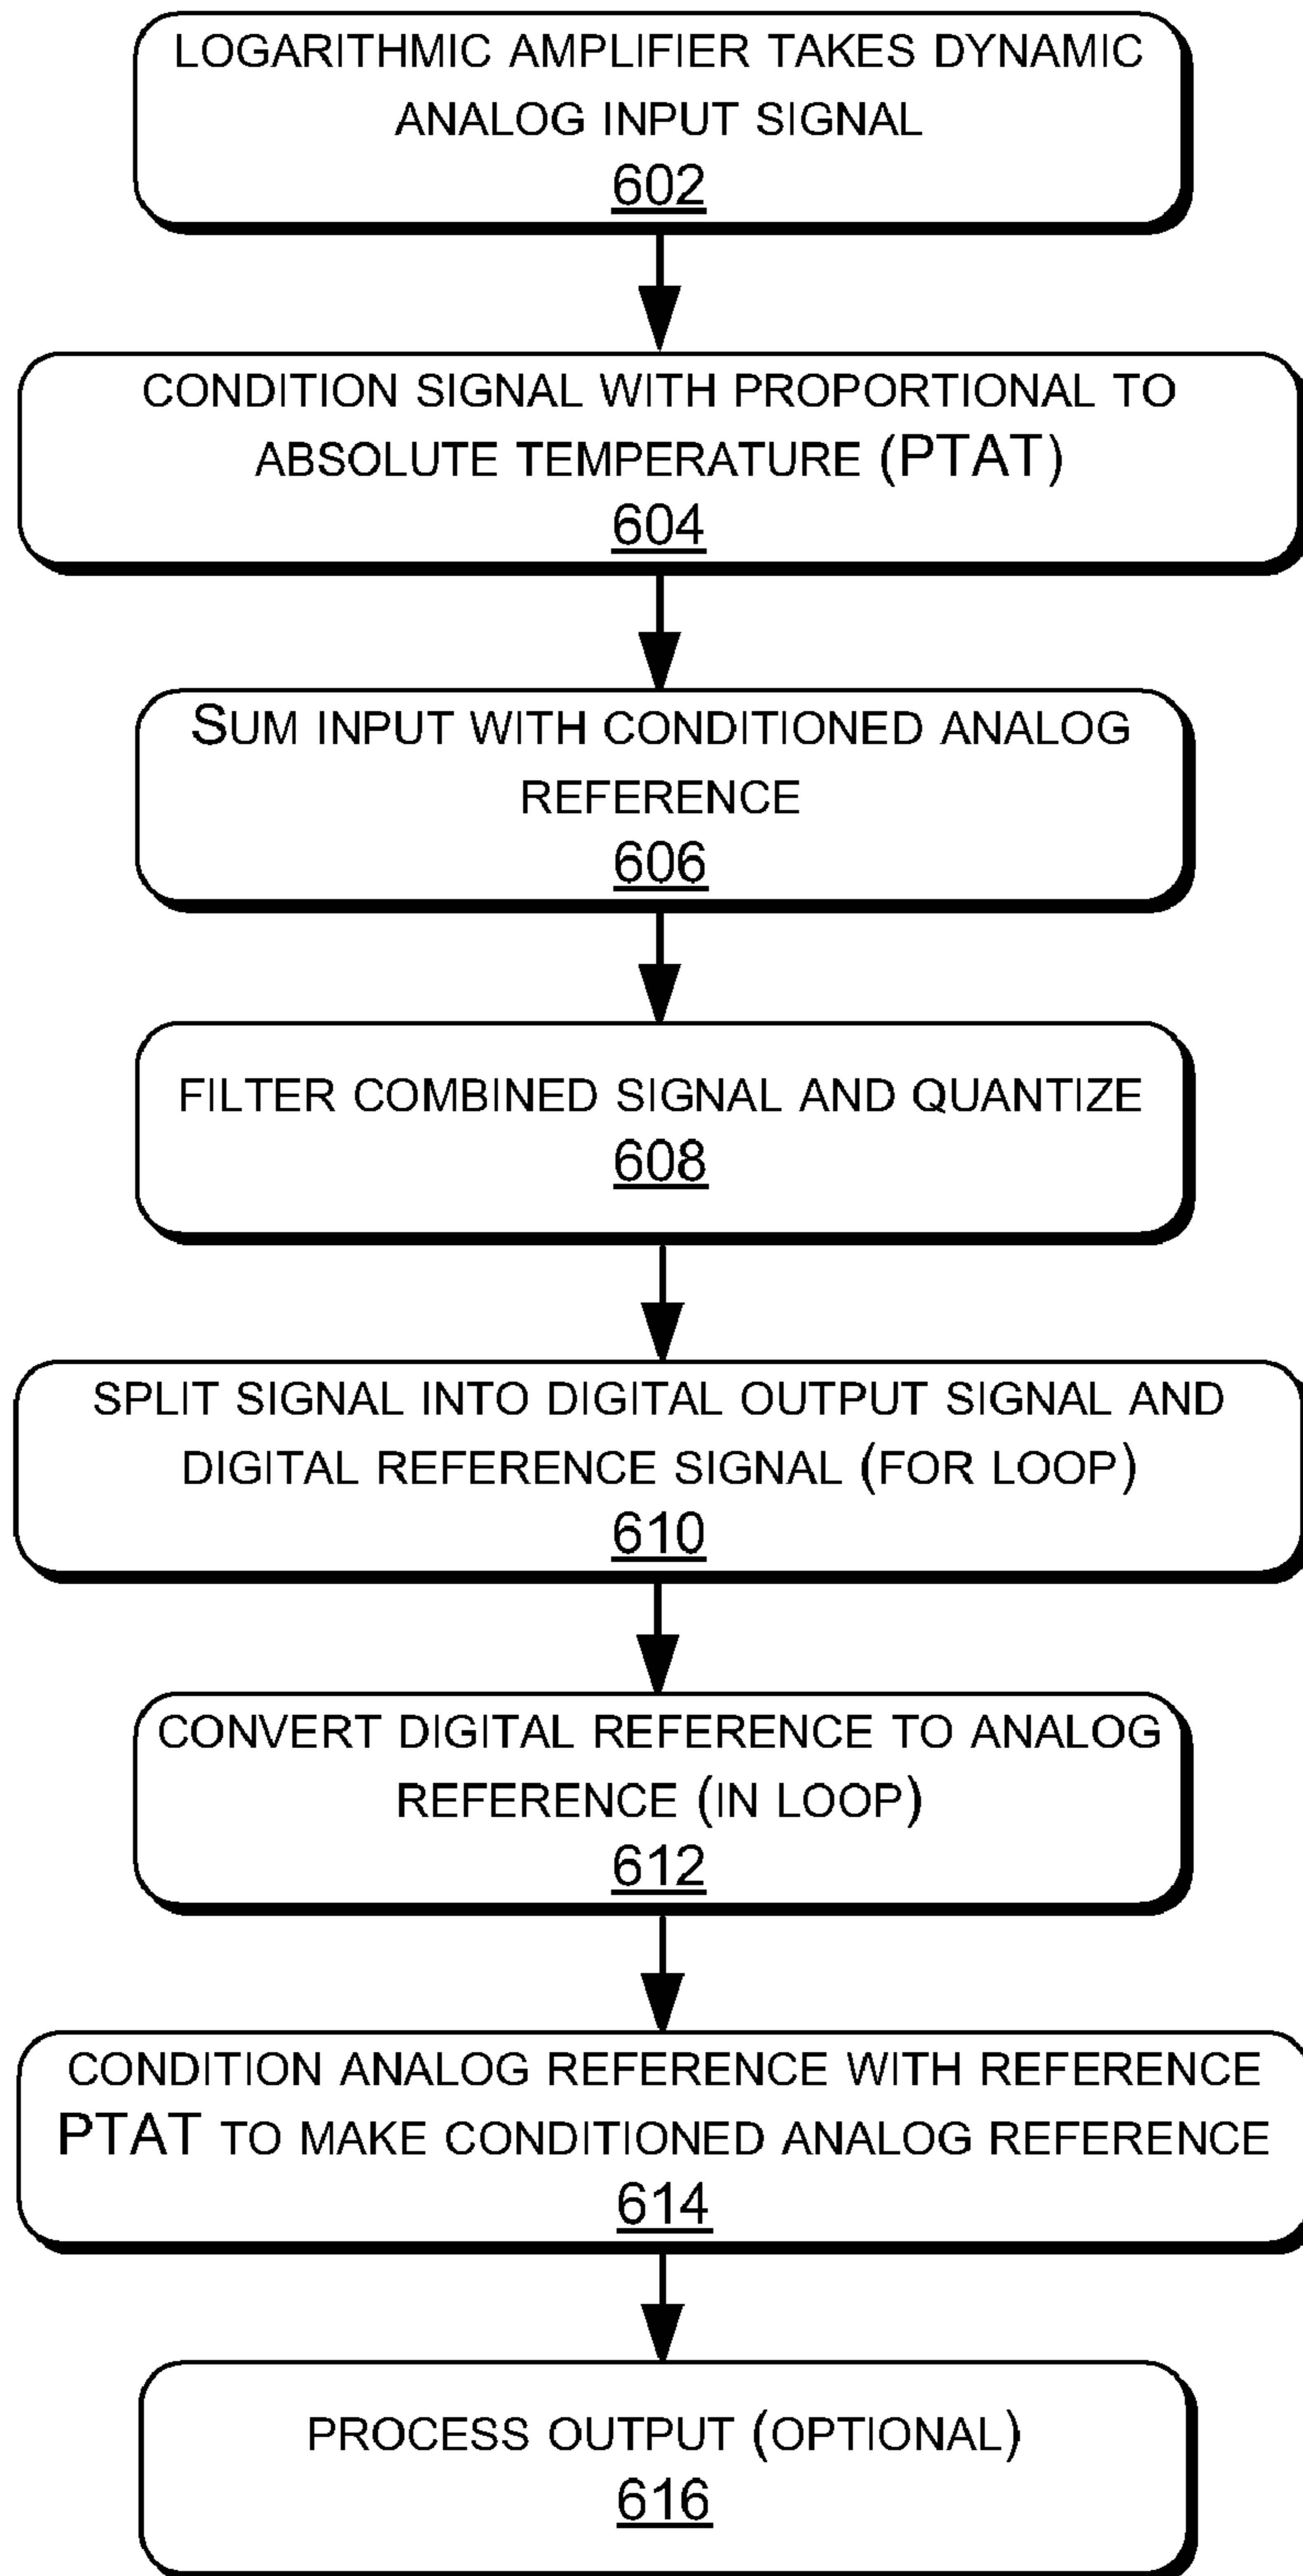 LOGARITHMIC AMPLIFIER TAKES DYNAMIC
ANALOG INPUT SIGNAL
602
CONDITION SIGNAL WITH PROPORTIONAL TO
ABSOLUTE TEMPERATURE (PTAT)
604
SUM INPUT WITH CONDITIONED ANALOG
REFERENCE
606
FILTER COMBINED SIGNAL AND QUANTIZE
608
SPLIT SIGNAL INTO DIGITAL OUTPUT SIGNAL AND
DIGITAL REFERENCE SIGNAL (FOR LOOP)
610
CONVERT DIGITAL REFERENCE TO ANALOG
REFERENCE (IN LOOP)
612
CONDITION ANALOG REFERENCE WITH REFERENCE
PTAT TO MAKE CONDITIONED ANALOG REFERENCE
614
PROCESS OUTPUT (OPTIONAL)
616